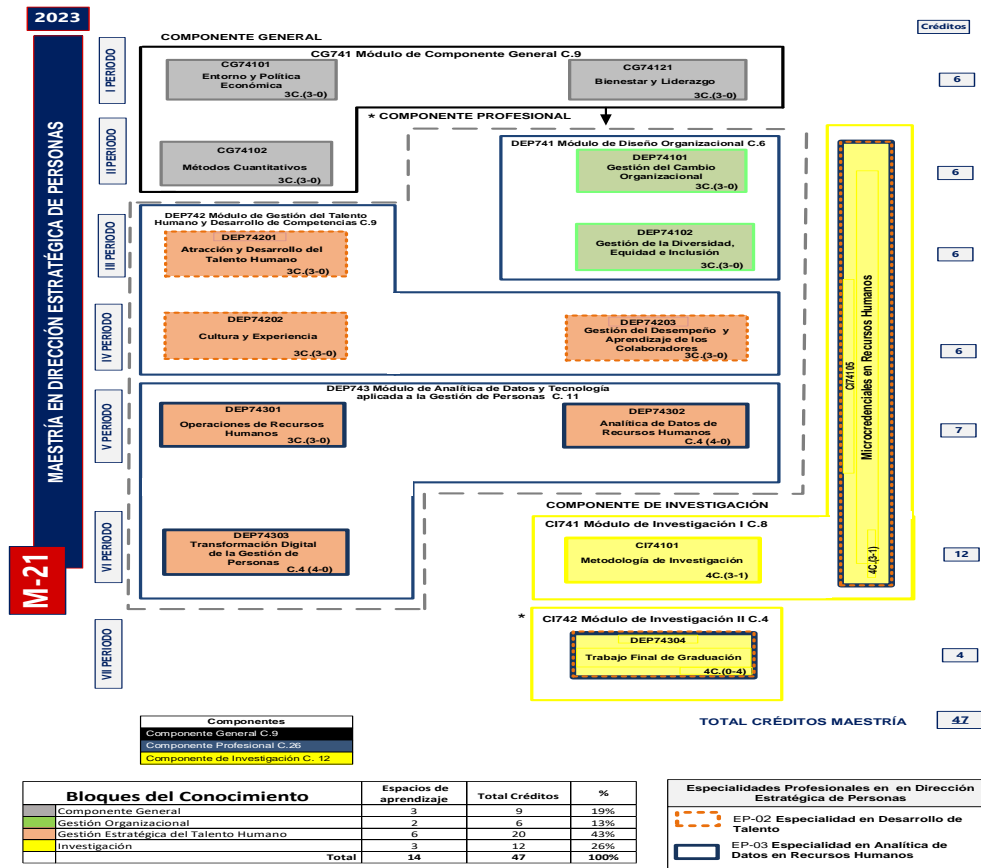 2023
MAESTRÍA EN DIRECCIÓN ESTRATÉGICA DE PERSONAS
M-21
Créditos
COMPONENTE GENERAL
CG741 Módulo de Componente General C.9
I PERIODO
CG74101
Entorno y Política
Económica
3C.(3-0)
CG74121
Bienestar y Liderazgo
3C.(3-0)
6
* COMPONENTE PROFESIONAL
II PERIODO
CG74102
Métodos Cuantitativos
3C.(3-0)
DEP741 Módulo de Diseño Organizacional C.6
DEP74101
Gestión del Cambio
Organizacional
3C.(3-0)
6
DEP742 Módulo de Gestión del Talento
Humano y Desarrollo de Competencias C.9
III PERIODO
DEP74201
Atracción y Desarrollo del
Talento Humano
3C.(3-0)
DEP74102
Gestión de la Diversidad,
Equidad e Inclusión
3C.(3-0)
6
IV PERIODO
DEP74202
Cultura y Experiencia
3C.(3-0)
DEP74203
Gestión del Desempeño y
Aprendizaje de los
Colaboradores
3C.(3-0)
6
CI74105
Microcredenciales en Recursos Humanos
4C.(3-1)
DEP743 Módulo de Analítica de Datos y Tecnología
aplicada a la Gestión de Personas C. 11
V PERIODO
DEP74301
Operaciones de Recursos
Humanos
3C.(3-0)
DEP74302
Analítica de Datos de
Recursos Humanos
C.4 (4-0)
7
COMPONENTE DE INVESTIGACIÓN
CI741 Módulo de Investigación I C.8
VI PERIODO
DEP74303
Transformación Digital
de la Gestión de
Personas
C.4 (4-0)
CI74101
Metodología de Investigación
4C.(3-1)
12
* CI742 Módulo de Investigación II C.4
VII PERIODO
DEP74304
Trabajo Final de Graduación
4C.(0-4)
4
TOTAL CRÉDITOS MAESTRÍA 47
Componentes
Componente General C.9
Componente Profesional C.26
Componente de Investigación C. 12
Bloques del Conocimiento Espacios de aprendizaje Total Créditos %
Componente General 3 9 19%
Gestión Organizacional 2 6 13%
Gestión Estratégica del Talento Humano 6 20 43%
Investigación 3 12 26%
Total 14 47 100%
Especialidades Profesionales en en Dirección
Estratégica de Personas
EP-02 Especialidad en Desarrollo de
Talento
EP-03 Especialidad en Analítica de
Datos en Recursos Humanos